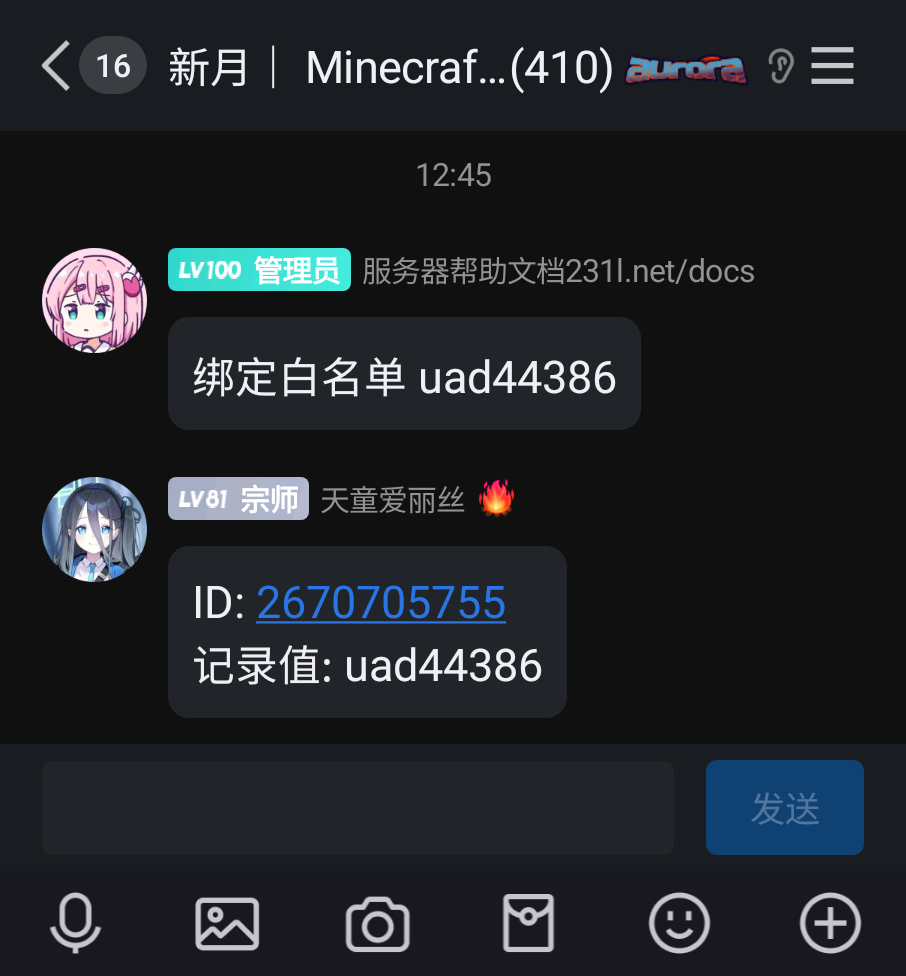 16 新月｜ Minecraf...(410) aurora
12:45
LV100 管理员 服务器帮助文档231l.net/docs
绑定白名单 uad44386
LV81 宗师 天童爱丽丝 🔥
ID: 2670705755
记录值: uad44386
发送